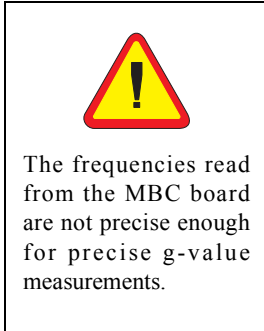 The frequencies read
from the MBC board
are not precise enough
for precise g-value
measurements.